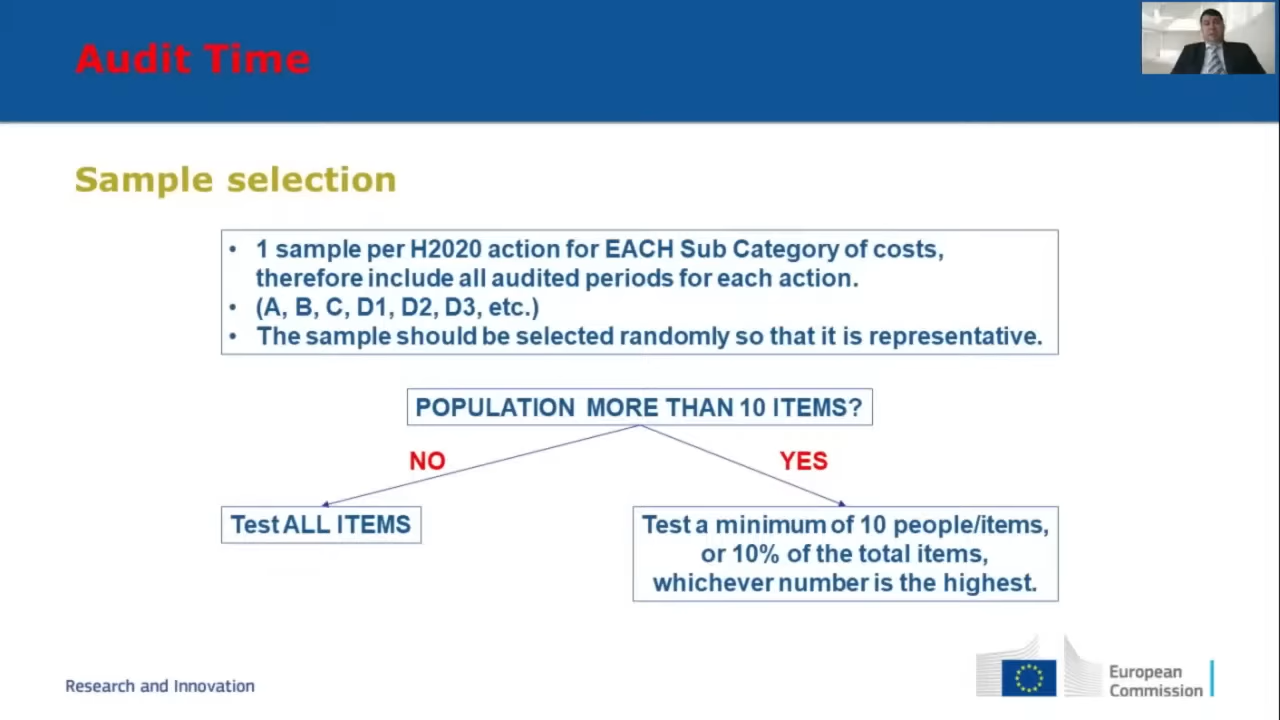 Audit Time
Sample selection
• 1 sample per H2020 action for EACH Sub Category of costs,
therefore include all audited periods for each action.
• (A, B, C, D1, D2, D3, etc.)
• The sample should be selected randomly so that it is representative.
POPULATION MORE THAN 10 ITEMS?
NO
YES
Test ALL ITEMS
Test a minimum of 10 people/items,
or 10% of the total items,
whichever number is the highest.
Research and Innovation
European
Commission